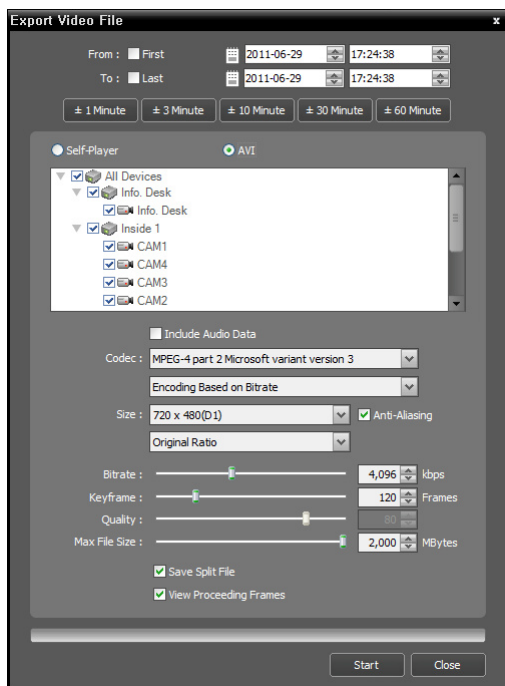 Export Video File x
From : First 2011-06-29 17:24:38
To : Last 2011-06-29 17:24:38
± 1 Minute ± 3 Minute ± 10 Minute ± 30 Minute ± 60 Minute
Self-Player AVI
All Devices
Info. Desk
Info. Desk
Inside 1
CAM1
CAM4
CAM3
CAM2
Include Audio Data
Codec : MPEG-4 part 2 Microsoft variant version 3
Encoding Based on Bitrate
Size : 720 x 480(D1) Anti-Aliasing
Original Ratio
Bitrate : 4,096 kbps
Keyframe : 120 Frames
Quality : 80
Max File Size : 2,000 MBytes
Save Split File
View Proceeding Frames
Start Close